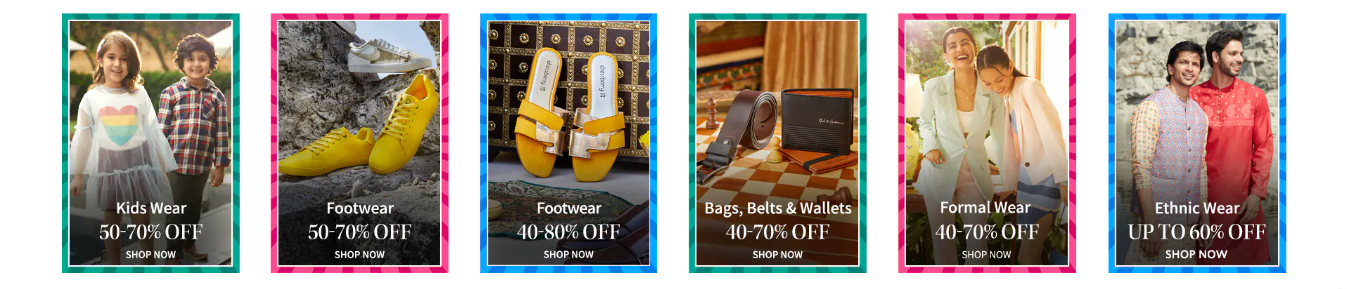 Kids Wear
50-70% OFF
SHOP NOW
Footwear
50-70% OFF
SHOP NOW
Footwear
40-80% OFF
SHOP NOW
Bags, Belts & Wallets
40-70% OFF
SHOP NOW
Formal Wear
40-70% OFF
SHOP NOW
Ethnic Wear
UP TO 60% OFF
SHOP NOW